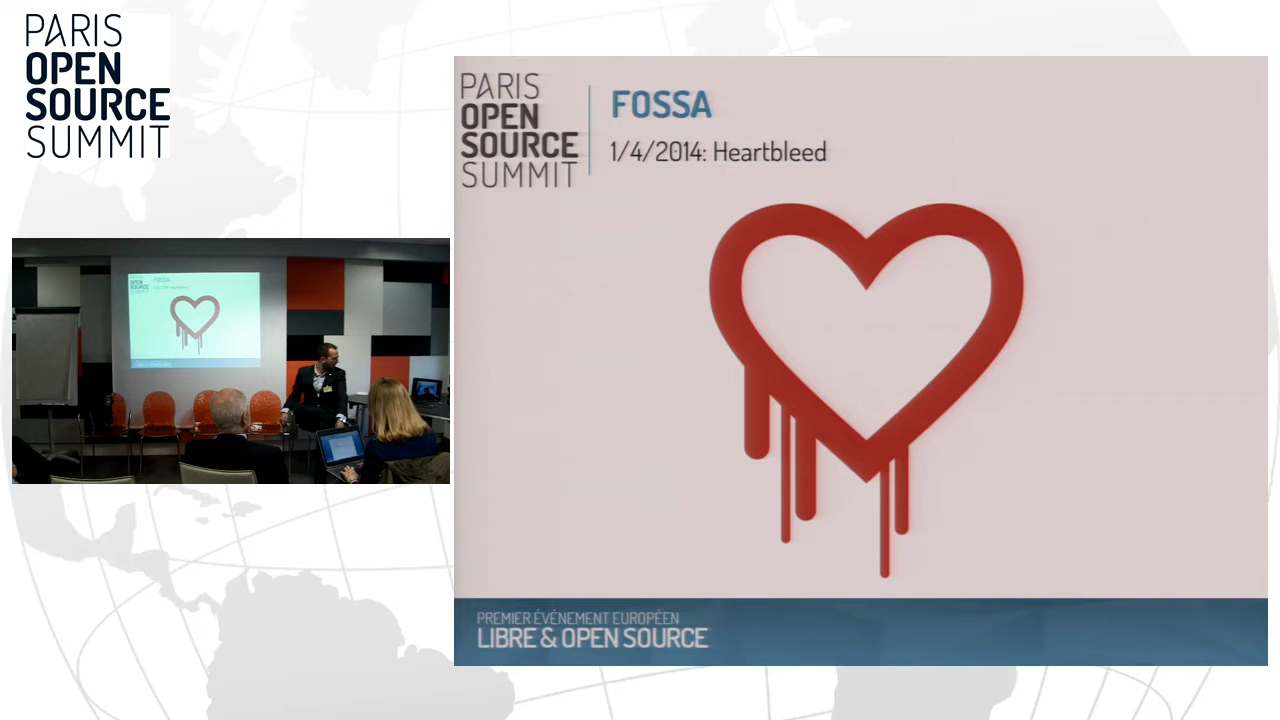 PARIS
OPEN
SOURCE
SUMMIT
PARIS
OPEN
SOURCE
SUMMIT
FOSSA
1/4/2014: Heartbleed
PREMIER ÉVÉNEMENT EUROPÉEN
LIBRE & OPEN SOURCE